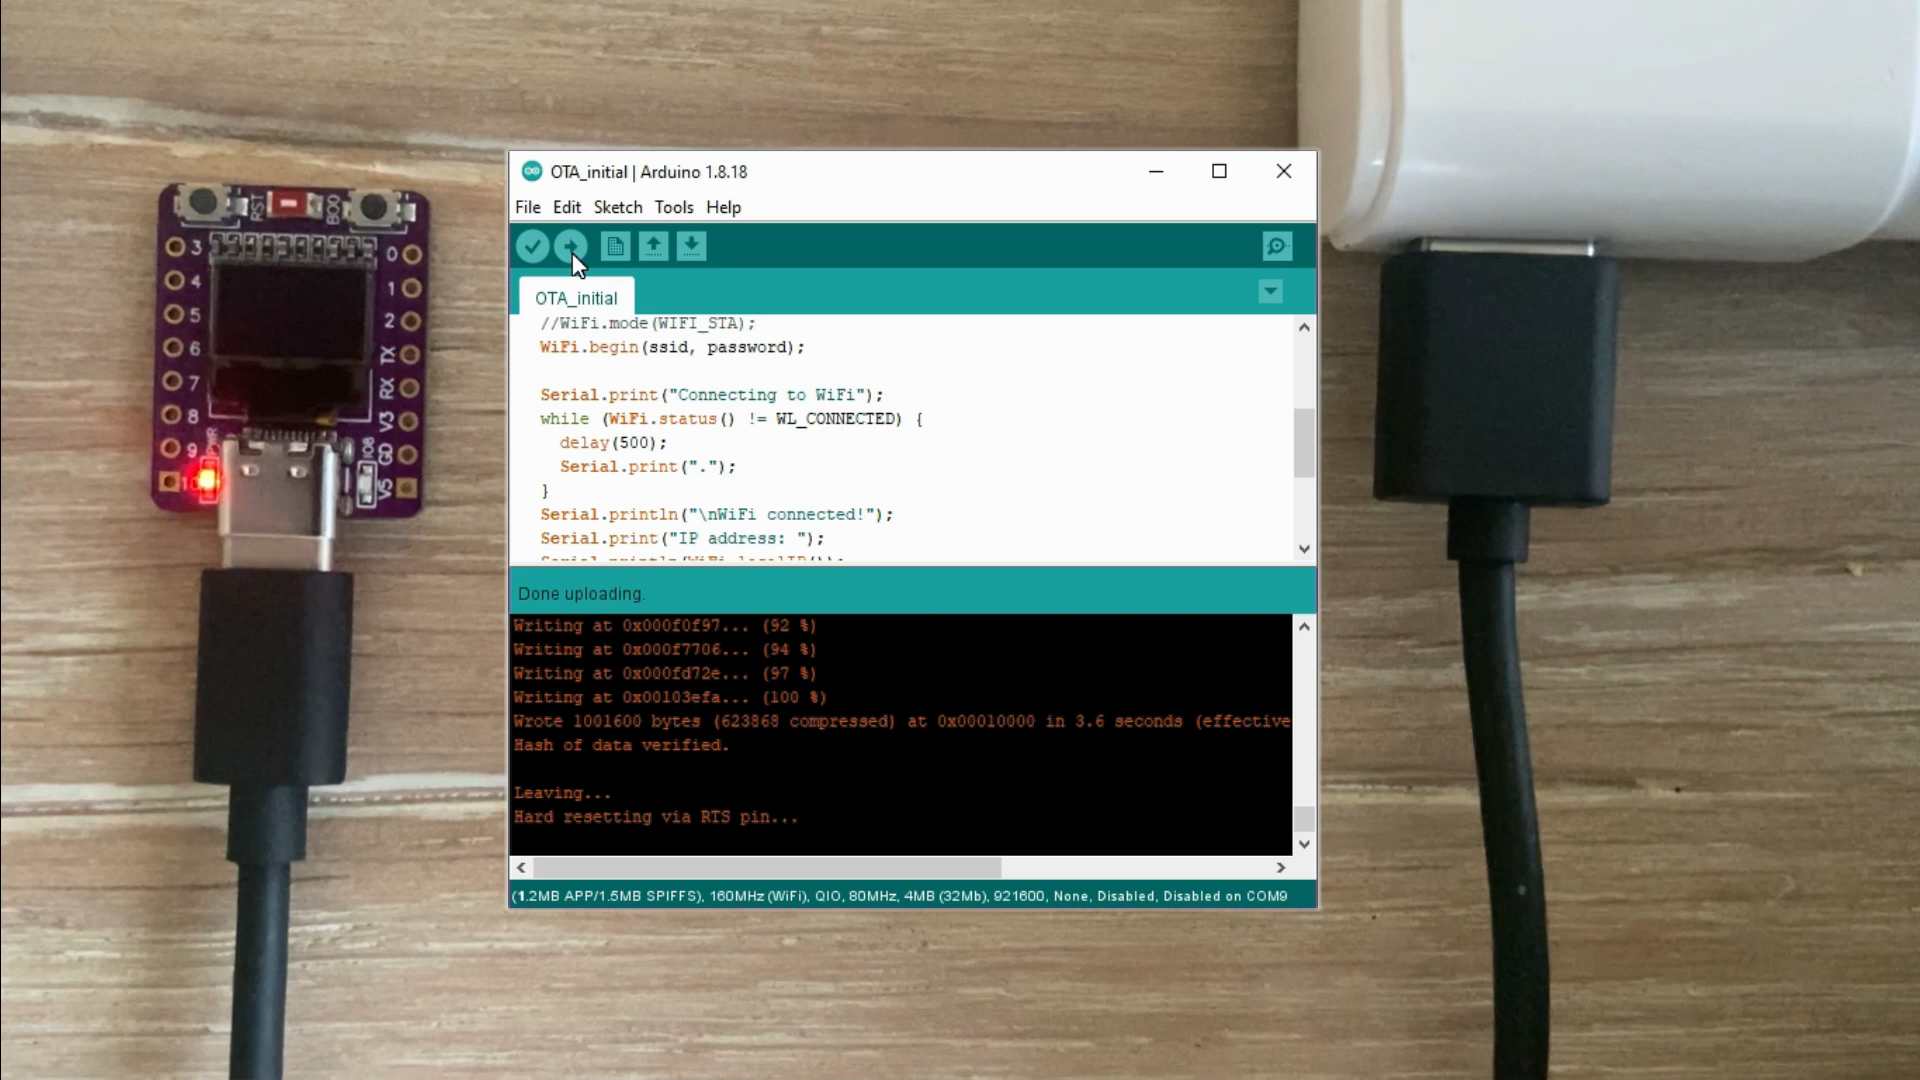 OTA_initial | Arduino 1.8.18
File Edit Sketch Tools Help
OTA_initial
//WiFi.mode(WIFI_STA);
WiFi.begin(ssid, password);
Serial.print("Connecting to WiFi");
while (WiFi.status() != WL_CONNECTED) {
delay(500);
Serial.print(".");
}
Serial.println("\nWiFi connected!");
Serial.print("IP address: ");
Done uploading.
Writing at 0x000f0f97... (92 %)
Writing at 0x000f7706... (94 %)
Writing at 0x000fd72e... (97 %)
Writing at 0x00103efa... (100 %)
Wrote 1001600 bytes (623868 compressed) at 0x00010000 in 3.6 seconds (effective
Hash of data verified.
Leaving...
Hard resetting via RTS pin...
(1.2MB APP/1.5MB SPIFFS), 160MHz (WiFi), QIO, 80MHz, 4MB (32Mb), 921600, None, Disabled, Disabled on COM9
RST
BO0
3
4
5
6
7
8
9
PWR
0
1
2
TX
RX
V3
GD
V5
IO8